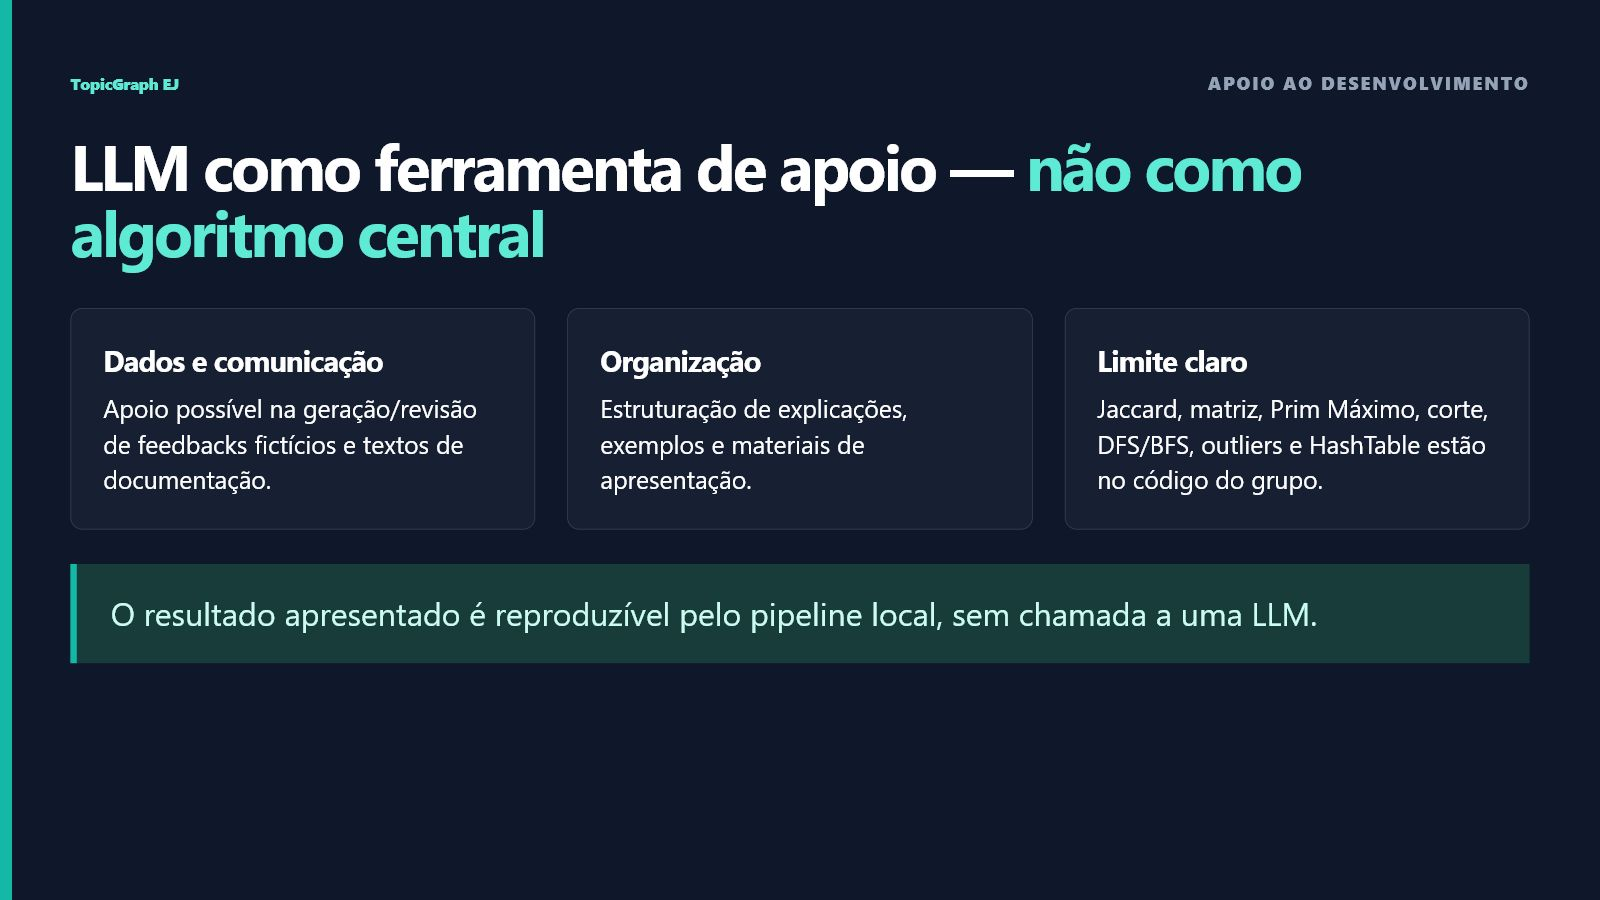 TopicGraph EJ
APOIO AO DESENVOLVIMENTO
LLM como ferramenta de apoio — não como
algoritmo central
Dados e comunicação
Apoio possível na geração/revisão
de feedbacks fictícios e textos de
documentação.
Organização
Estruturação de explicações,
exemplos e materiais de
apresentação.
Limite claro
Jaccard, matriz, Prim Máximo, corte,
DFS/BFS, outliers e HashTable estão
no código do grupo.
O resultado apresentado é reproduzível pelo pipeline local, sem chamada a uma LLM.